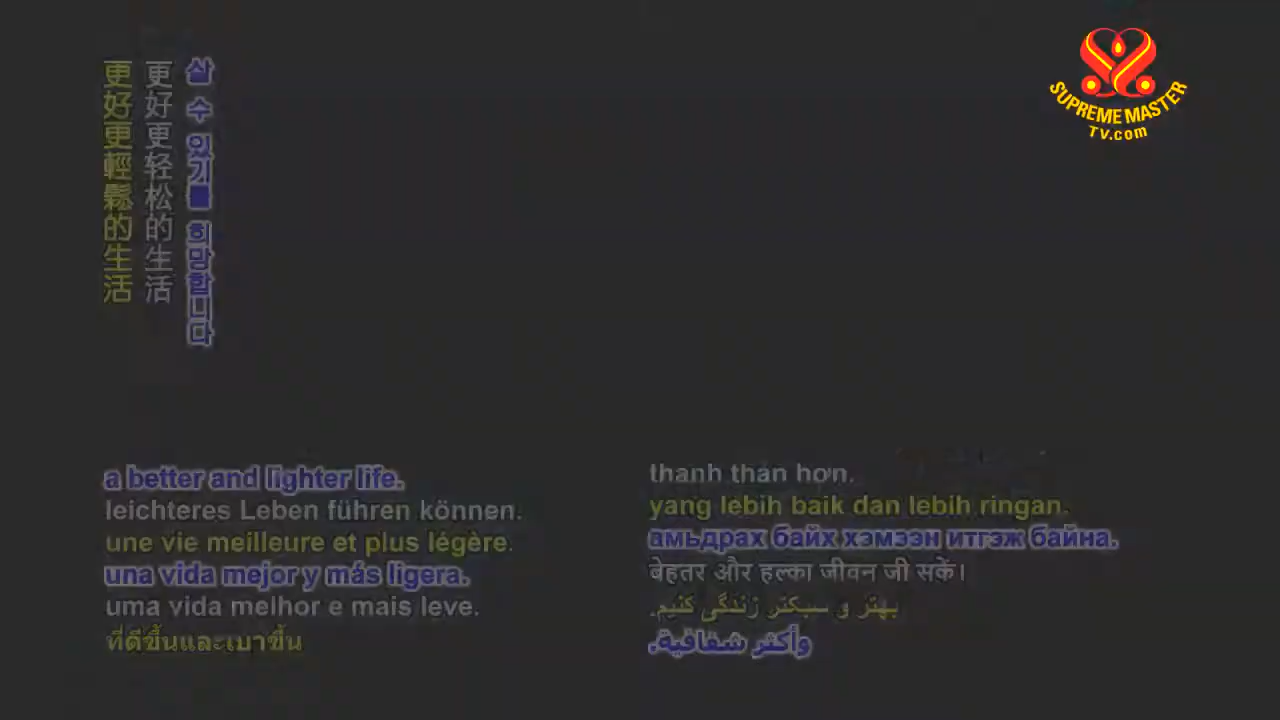 更好更輕鬆的生活
更好更轻松的生活
살 수 있기를 희망합니다
SUPREME MASTER
TV.com
a better and lighter life.
leichteres Leben führen können.
une vie meilleure et plus légère.
una vida mejor y más ligera.
uma vida melhor e mais leve.
ที่ดีขึ้นและเบาขึ้น
thanh thản hơn.
yang lebih baik dan lebih ringan.
амьдрах байх хэмээн итгэж байна.
बेहतर और हल्का जीवन जी सकें।
بهتر و سبکتر زندگی کنیم.
وأكثر شفافية.